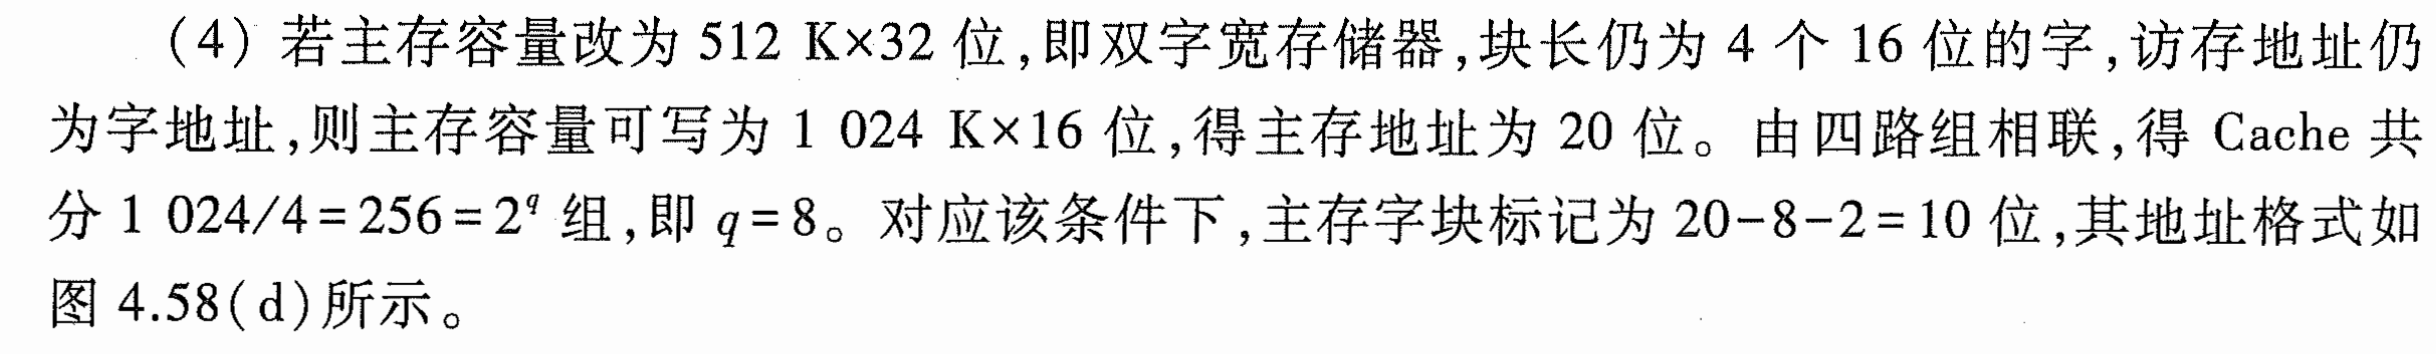 (4) 若主存容量改为 512 K×32 位,即双字宽存储器,块长仍为 4 个 16 位的字,访存地址仍
为字地址,则主存容量可写为 1 024 K×16 位,得主存地址为 20 位。由四路组相联,得 Cache 共
分 1 024/4=256=2^q 组,即 q=8。对应该条件下,主存字块标记为 20-8-2=10 位,其地址格式如
图 4.58(d)所示。